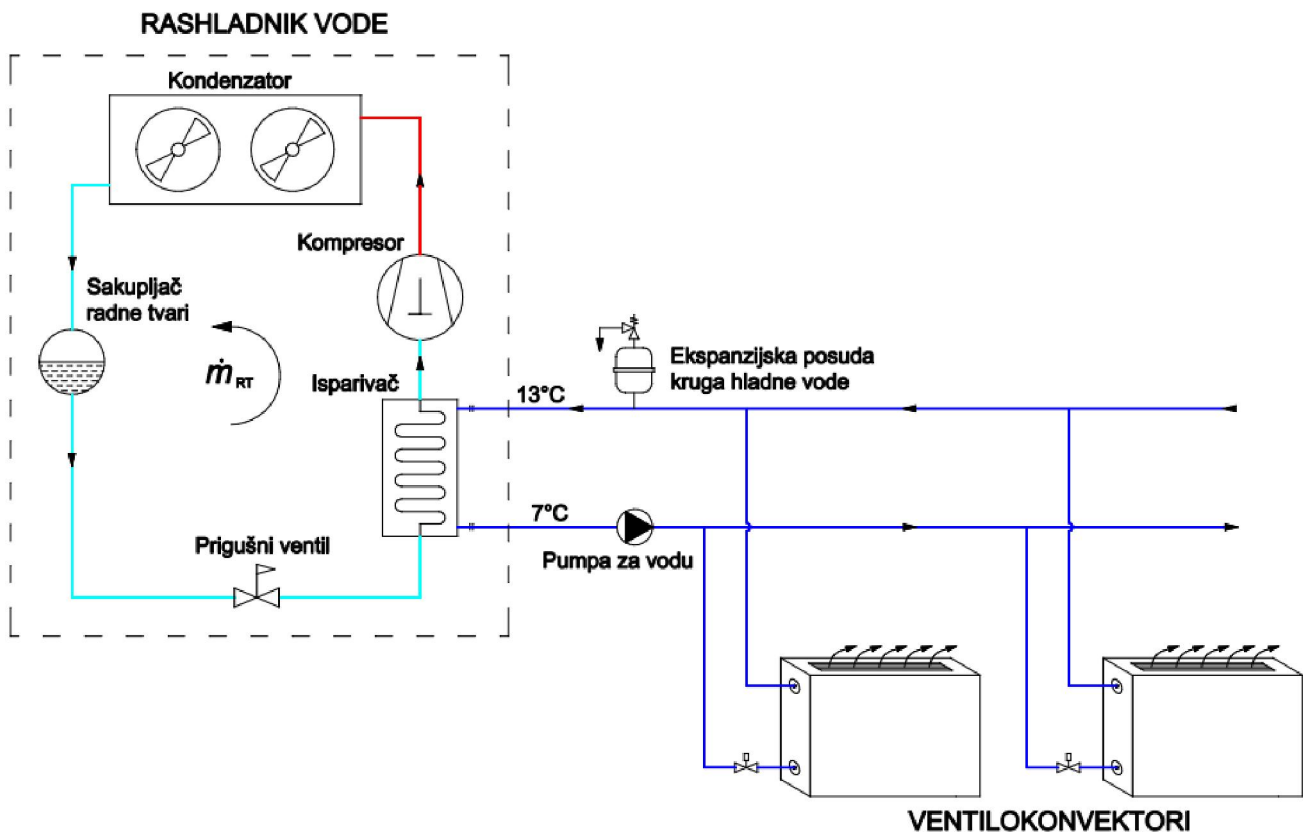 RASHLADNIK VODE
Kondenzator
Kompresor
Sakupljač
radne tvari
ṁ RT
Isparivač
Ekspanzijska posuda
kruga hladne vode
13°C
7°C
Prigušni ventil
Pumpa za vodu
VENTILOKONVEKTORI